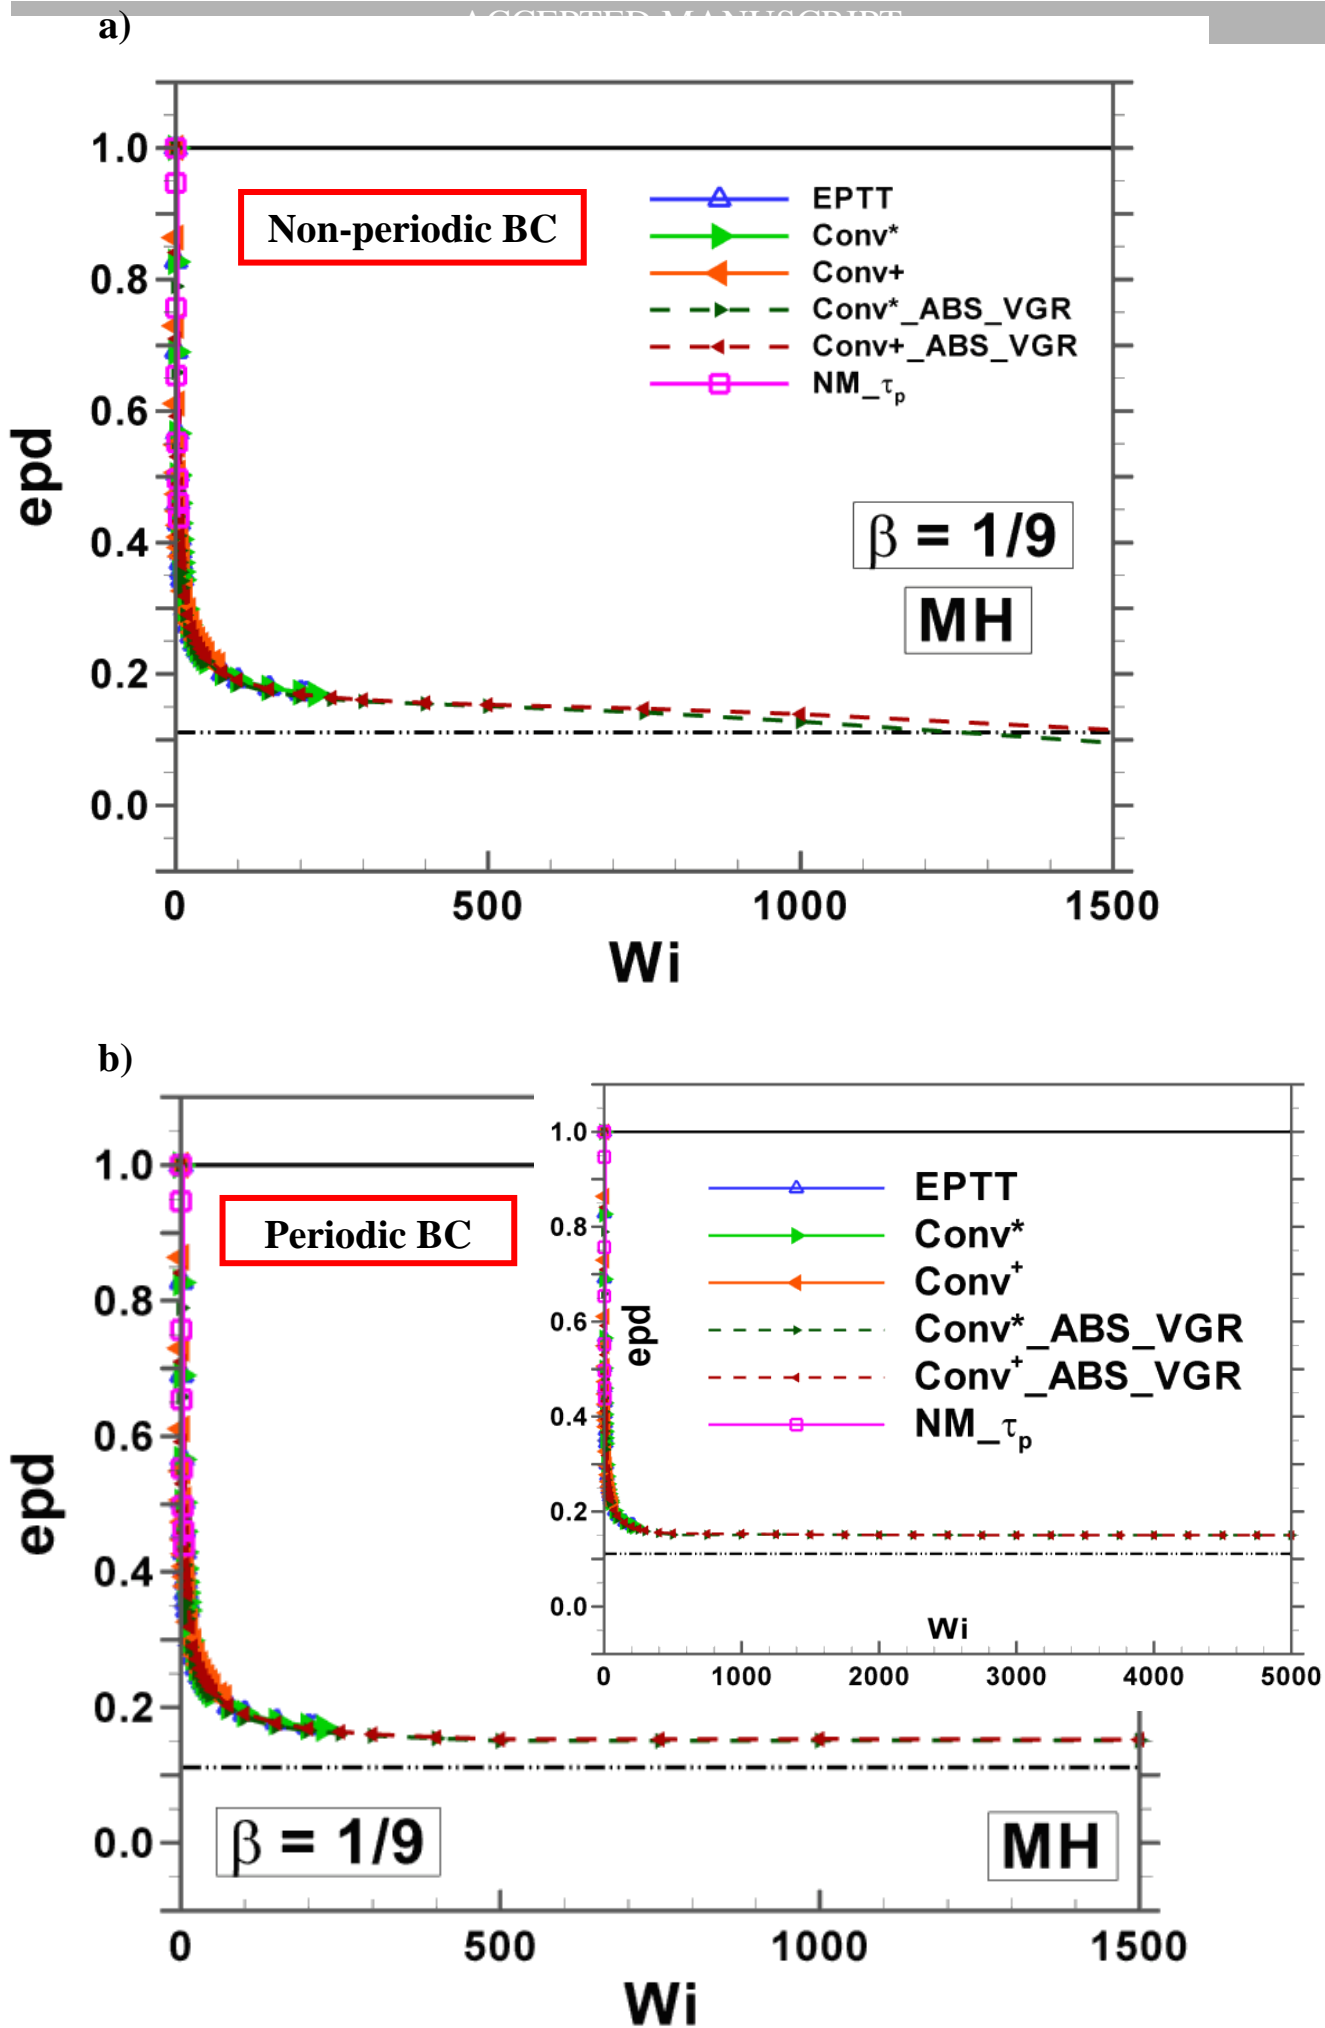 ACCEPTED MANUSCRIPT
a)
1.0
0.8
0.6
0.4
0.2
0.0
epd
Non-periodic BC
EPTT
Conv*
Conv+
Conv*_ABS_VGR
Conv+_ABS_VGR
NM_τp
β = 1/9
MH
0 500 1000 1500
Wi
b)
1.0
0.8
0.6
0.4
0.2
0.0
epd
Periodic BC
1.0
0.8
0.6
0.4
0.2
0.0
epd
EPTT
Conv*
Conv⁺
Conv*_ABS_VGR
Conv⁺_ABS_VGR
NM_τp
Wi
0 1000 2000 3000 4000 5000
β = 1/9
MH
0 500 1000 1500
Wi